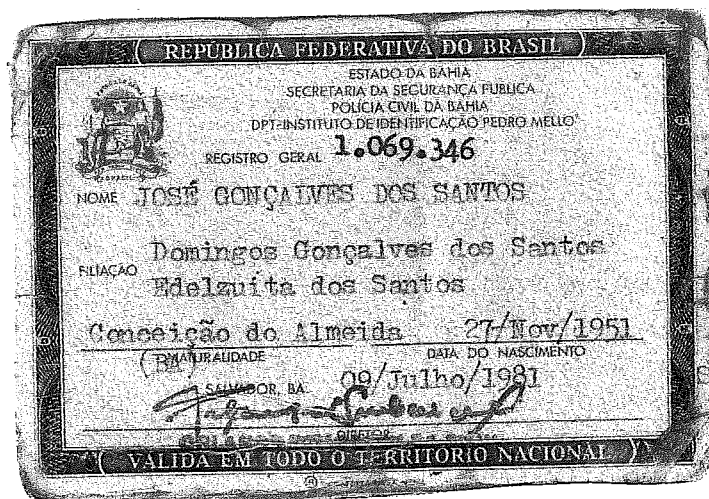 REPÚBLICA FEDERATIVA DO BRASIL
ESTADO DA BAHIA
SECRETARIA DA SEGURANÇA PUBLICA
POLICIA CIVIL DA BAHIA
DPT-INSTITUTO DE IDENTIFICAÇÃO PEDRO MELLO
REGISTRO GERAL 1.069.346
NOME JOSÉ GONÇALVES DOS SANTOS
FILIAÇÃO Domingos Gonçalves dos Santos
Edelzuita dos Santos
Conceição do Almeida 27/Nov/1951
(BA) NATURALIDADE DATA DO NASCIMENTO
SALVADOR, BA. 09/Julho/1981
DIRETOR
VÁLIDA EM TODO O TERRITÓRIO NACIONAL